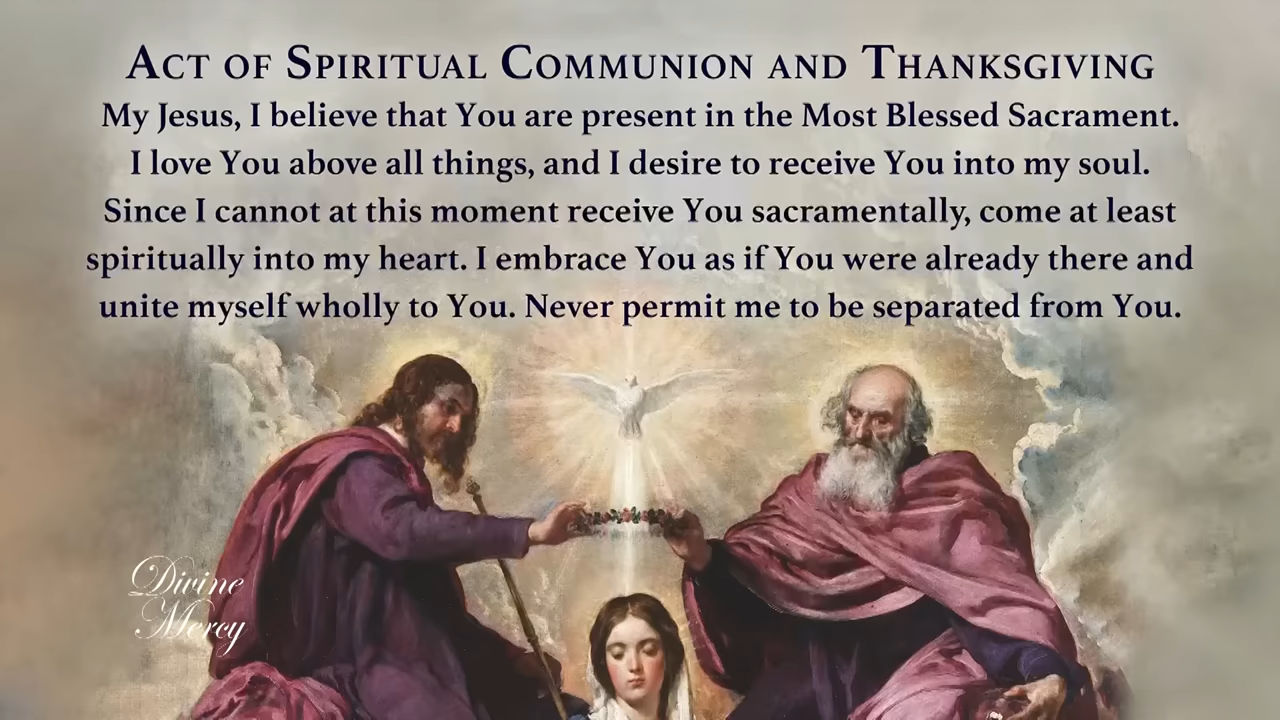 Act of Spiritual Communion and Thanksgiving
My Jesus, I believe that You are present in the Most Blessed Sacrament.
I love You above all things, and I desire to receive You into my soul.
Since I cannot at this moment receive You sacramentally, come at least
spiritually into my heart. I embrace You as if You were already there and
unite myself wholly to You. Never permit me to be separated from You.
Divine
Mercy